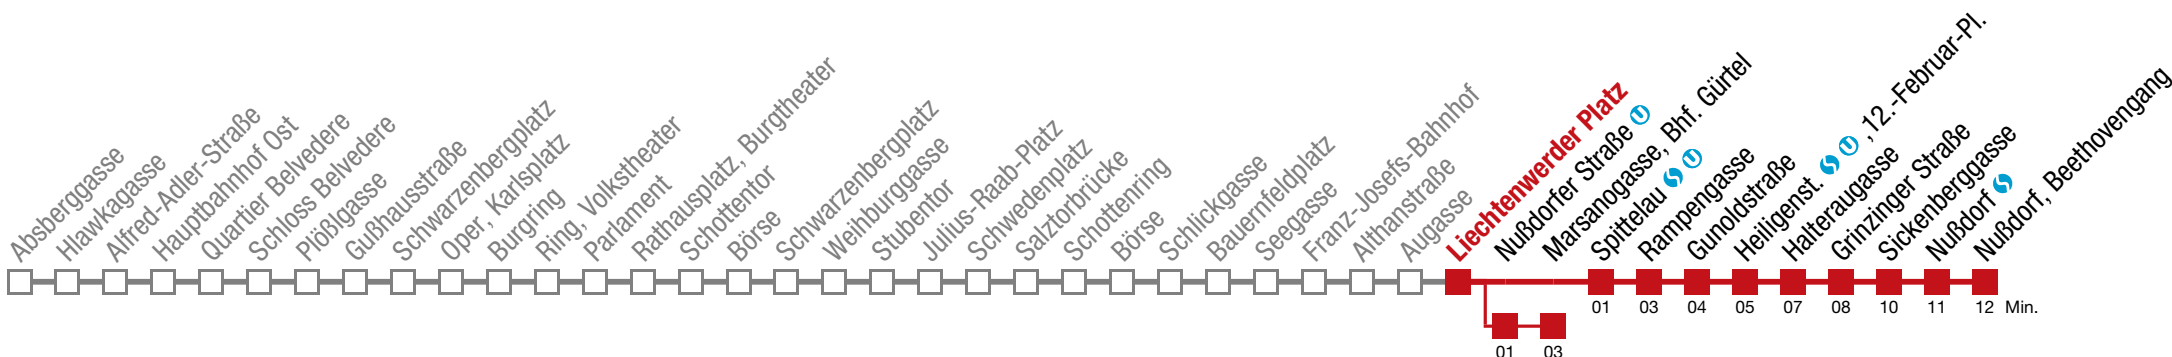 Absberggasse
Hlawkagasse
Alfred-Adler-Straße
Hauptbahnhof Ost
Quartier Belvedere
Schloss Belvedere
Plößlgasse
Gußhausstraße
Schwarzenbergplatz
Oper, Karlsplatz
Burgring
Ring, Volkstheater
Parlament
Rathausplatz, Burgtheater
Schottentor
Börse
Schwarzenbergplatz
Weihburggasse
Stubentor
Julius-Raab-Platz
Schwedenplatz
Salztorbrücke
Schottenring
Börse
Schlickgasse
Bauernfeldplatz
Seegasse
Franz-Josefs-Bahnhof
Althanstraße
Augasse
Liechtenwerder Platz
Nußdorfer Straße U
Marsanogasse, Bhf. Gürtel
Spittelau S U
Rampengasse
Gunoldstraße
Heiligenst. S U , 12.-Februar-Pl.
Halteraugasse
Grinzinger Straße
Sickenberggasse
Nußdorf S
Nußdorf, Beethovengang
01 03 04 05 07 08 10 11 12 Min.
01 03